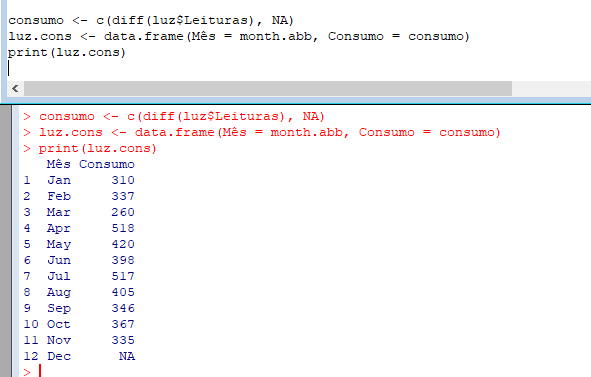 consumo <- c(diff(luz$Leituras), NA)
luz.cons <- data.frame(Mês = month.abb, Consumo = consumo)
print(luz.cons)
> consumo <- c(diff(luz$Leituras), NA)
> luz.cons <- data.frame(Mês = month.abb, Consumo = consumo)
> print(luz.cons)
   Mês Consumo
1  Jan     310
2  Feb     337
3  Mar     260
4  Apr     518
5  May     420
6  Jun     398
7  Jul     517
8  Aug     405
9  Sep     346
10 Oct     367
11 Nov     335
12 Dec      NA
>